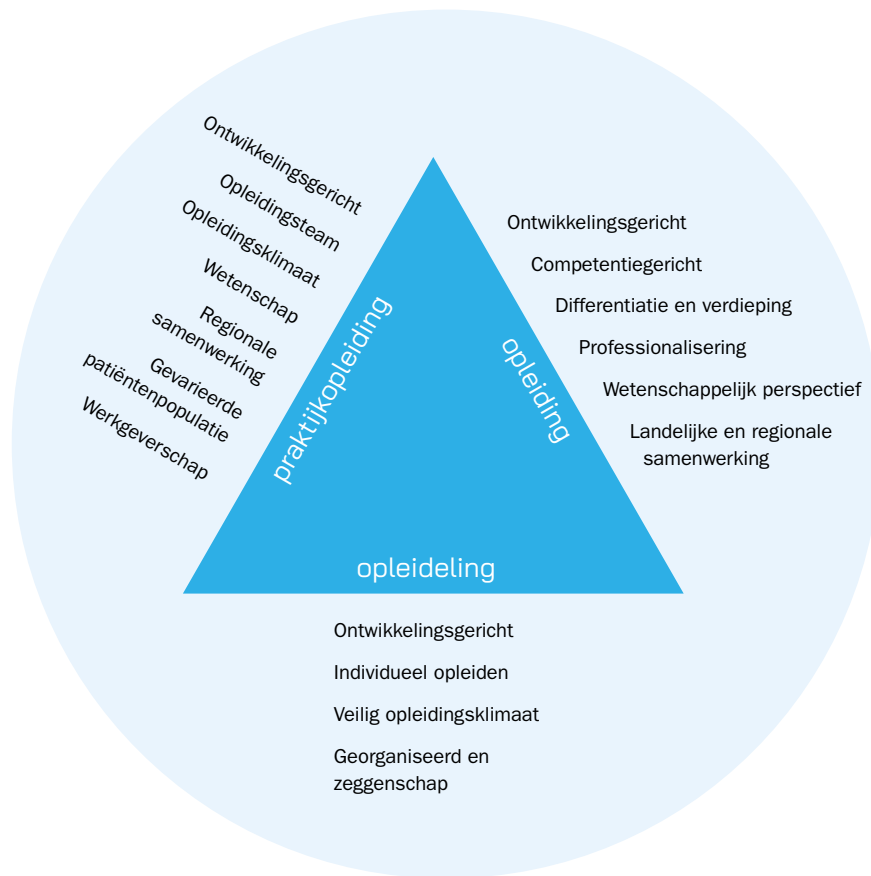 Ontwikkelingsgericht
Opleidingsteam
Opleidingsklimaat
Wetenschap
Regionale
samenwerking
Gevarieerde
patiëntenpopulatie
Werkgeverschap
praktijkopleiding
opleiding
Ontwikkelingsgericht
Competentiegericht
Differentiatie en verdieping
Professionalisering
Wetenschappelijk perspectief
Landelijke en regionale
samenwerking
opleideling
Ontwikkelingsgericht
Individueel opleiden
Veilig opleidingsklimaat
Georganiseerd en
zeggenschap